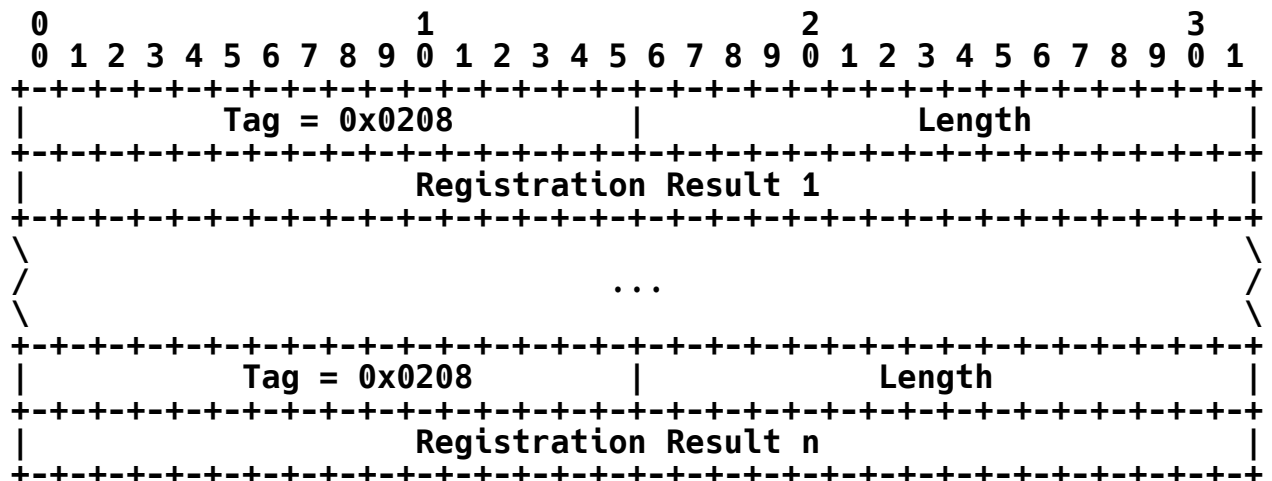 0                   1                   2                   3
 0 1 2 3 4 5 6 7 8 9 0 1 2 3 4 5 6 7 8 9 0 1 2 3 4 5 6 7 8 9 0 1
+-+-+-+-+-+-+-+-+-+-+-+-+-+-+-+-+-+-+-+-+-+-+-+-+-+-+-+-+-+-+-+-+
|          Tag = 0x0208         |              Length           |
+-+-+-+-+-+-+-+-+-+-+-+-+-+-+-+-+-+-+-+-+-+-+-+-+-+-+-+-+-+-+-+-+
|                    Registration Result 1                      |
+-+-+-+-+-+-+-+-+-+-+-+-+-+-+-+-+-+-+-+-+-+-+-+-+-+-+-+-+-+-+-+-+
\                                                               \
/                              ...                              /
\                                                               \
+-+-+-+-+-+-+-+-+-+-+-+-+-+-+-+-+-+-+-+-+-+-+-+-+-+-+-+-+-+-+-+-+
|           Tag = 0x0208        |            Length             |
+-+-+-+-+-+-+-+-+-+-+-+-+-+-+-+-+-+-+-+-+-+-+-+-+-+-+-+-+-+-+-+-+
|                    Registration Result n                      |
+-+-+-+-+-+-+-+-+-+-+-+-+-+-+-+-+-+-+-+-+-+-+-+-+-+-+-+-+-+-+-+-+